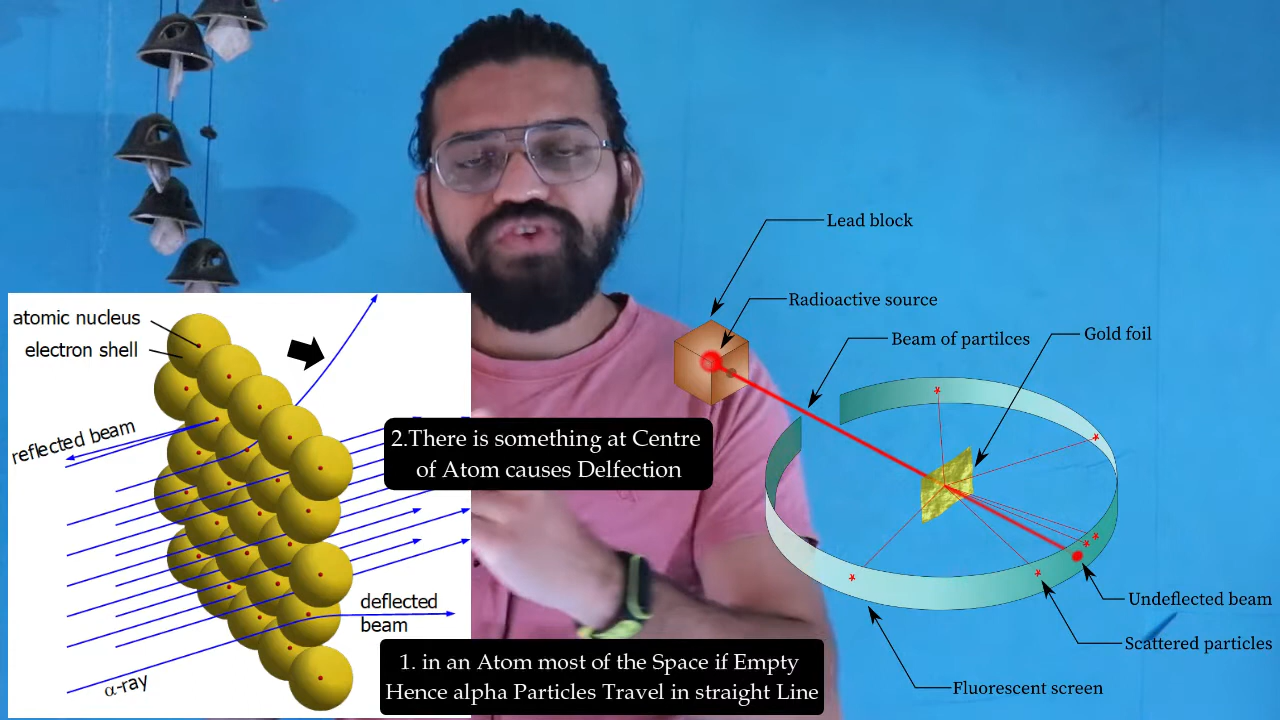 Lead block
Radioactive source
Beam of partilces
Gold foil
atomic nucleus
electron shell
reflected beam
2.There is something at Centre
of Atom causes Delfection
deflected
beam
α-ray
Undeflected beam
Scattered particles
Fluorescent screen
1. in an Atom most of the Space if Empty
Hence alpha Particles Travel in straight Line